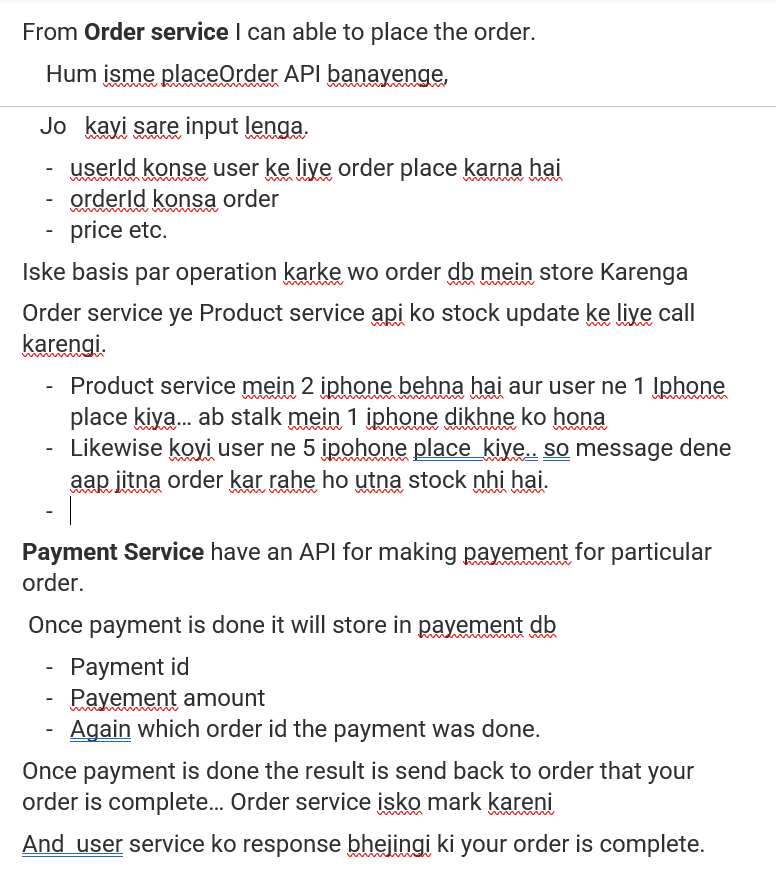 From Order service I can able to place the order.
Hum isme placeOrder API banayenge,
Jo kayi sare input lenga.
- userId konse user ke liye order place karna hai
- orderId konsa order
- price etc.
Iske basis par operation karke wo order db mein store Karenga
Order service ye Product service api ko stock update ke liye call
karengi.
- Product service mein 2 iphone behna hai aur user ne 1 Iphone
place kiya... ab stalk mein 1 iphone dikhne ko hona
- Likewise koyi user ne 5 ipohone place kiye.. so message dene
aap jitna order kar rahe ho utna stock nhi hai.
-
Payment Service have an API for making payement for particular
order.
Once payment is done it will store in payement db
- Payment id
- Payement amount
- Again which order id the payment was done.
Once payment is done the result is send back to order that your
order is complete... Order service isko mark kareni
And user service ko response bhejingi ki your order is complete.